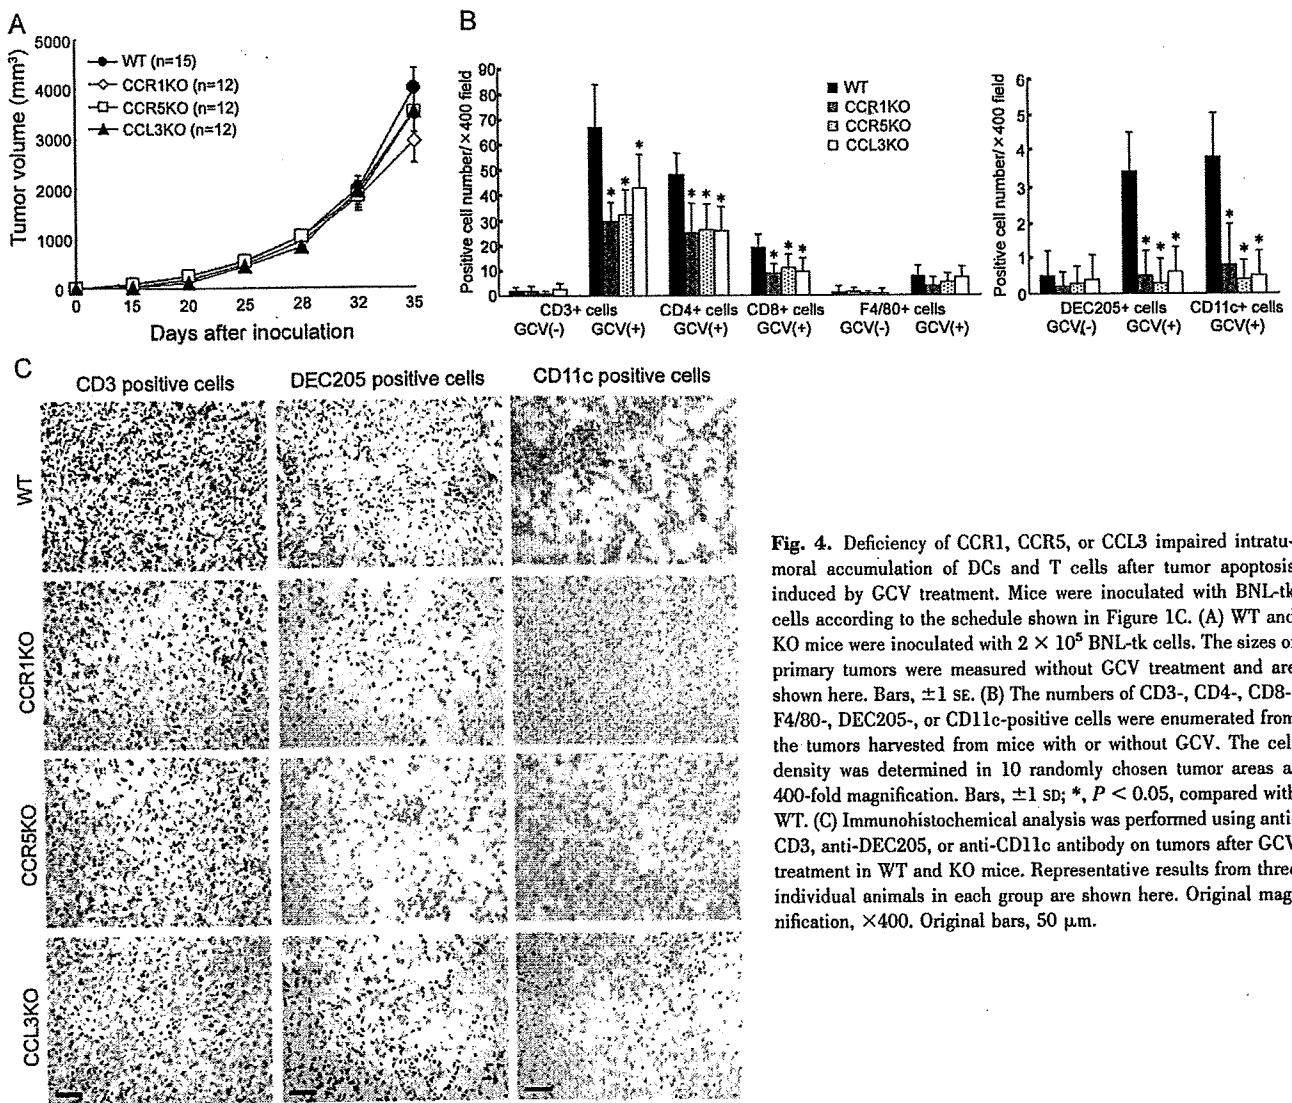 A
Tumor volume (mm³)
5000
4000
3000
2000
1000
0
WT (n=15)
CCR1KO (n=12)
CCR5KO (n=12)
CCL3KO (n=12)
0 15 20 25 28 32 35
Days after inoculation
B
Positive cell number/×400 field
90
80
70
60
50
40
30
20
10
0
WT
CCR1KO
CCR5KO
CCL3KO
* * *
* * *
* * *
CD3+ cells CD4+ cells CD8+ cells F4/80+ cells
GCV(-) GCV(+) GCV(+) GCV(+) GCV(-) GCV(+)
Positive cell number/×400 field
6
5
4
3
2
1
0
* * *
* * *
DEC205+ cells CD11c+ cells
GCV(-) GCV(+) GCV(+)
C
CD3 positive cells DEC205 positive cells CD11c positive cells
WT
CCR1KO
CCR5KO
CCL3KO
Fig. 4. Deficiency of CCR1, CCR5, or CCL3 impaired intratu-
moral accumulation of DCs and T cells after tumor apoptosis
induced by GCV treatment. Mice were inoculated with BNL-tk
cells according to the schedule shown in Figure 1C. (A) WT and
KO mice were inoculated with 2 × 10⁵ BNL-tk cells. The sizes o
primary tumors were measured without GCV treatment and are
shown here. Bars, ±1 SE. (B) The numbers of CD3-, CD4-, CD8-
F4/80-, DEC205-, or CD11c-positive cells were enumerated from
the tumors harvested from mice with or without GCV. The cel
density was determined in 10 randomly chosen tumor areas a
400-fold magnification. Bars, ±1 SD; *, P < 0.05, compared with
WT. (C) Immunohistochemical analysis was performed using anti
CD3, anti-DEC205, or anti-CD11c antibody on tumors after GCV
treatment in WT and KO mice. Representative results from three
individual animals in each group are shown here. Original mag
nification, ×400. Original bars, 50 μm.